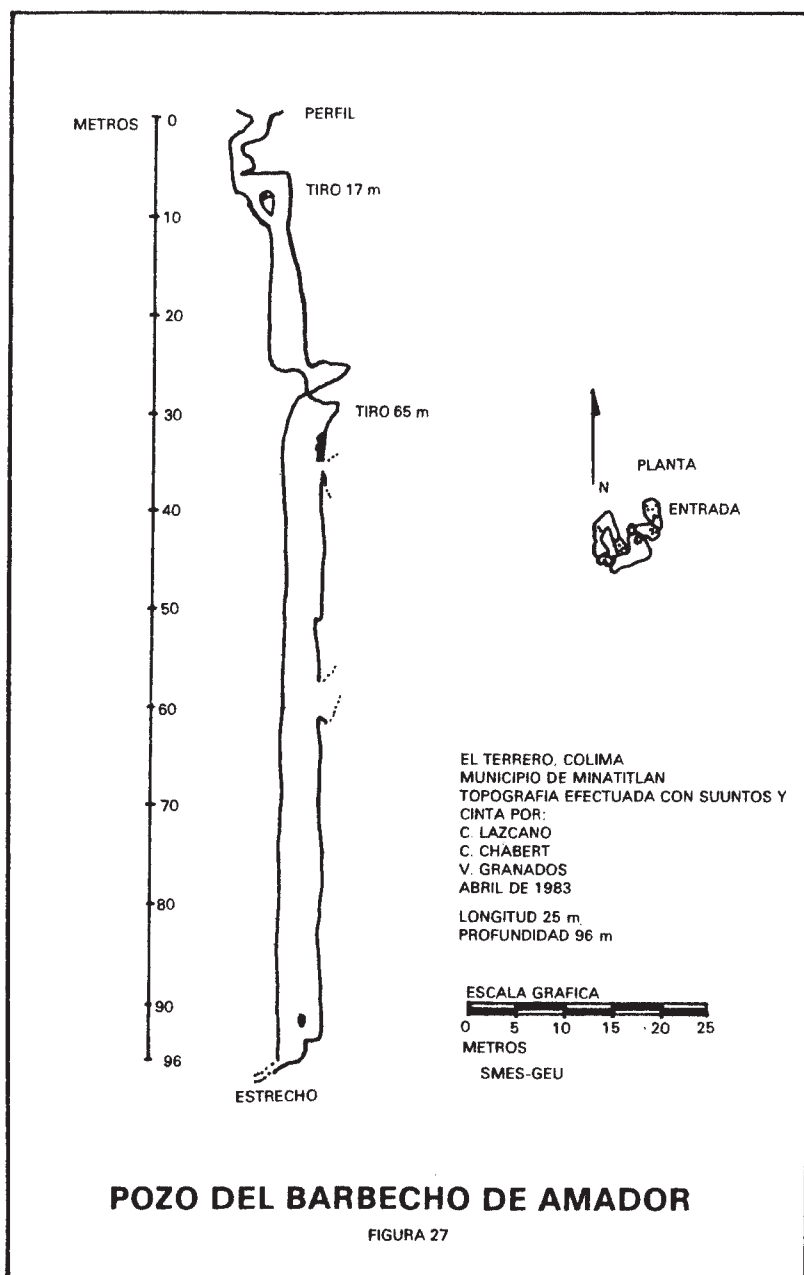 METROS
0
PERFIL
TIRO 17 m
10
20
30
TIRO 65 m
40
50
60
70
80
90
96
ESTRECHO
N
PLANTA
ENTRADA
EL TERRERO, COLIMA
MUNICIPIO DE MINATITLAN
TOPOGRAFIA EFECTUADA CON SUUNTOS Y
CINTA POR:
C. LAZCANO
C. CHABERT
V. GRANADOS
ABRIL DE 1983
LONGITUD 25 m
PROFUNDIDAD 96 m
ESCALA GRAFICA
0 5 10 15 20 25
METROS
SMES-GEU
POZO DEL BARBECHO DE AMADOR
FIGURA 27